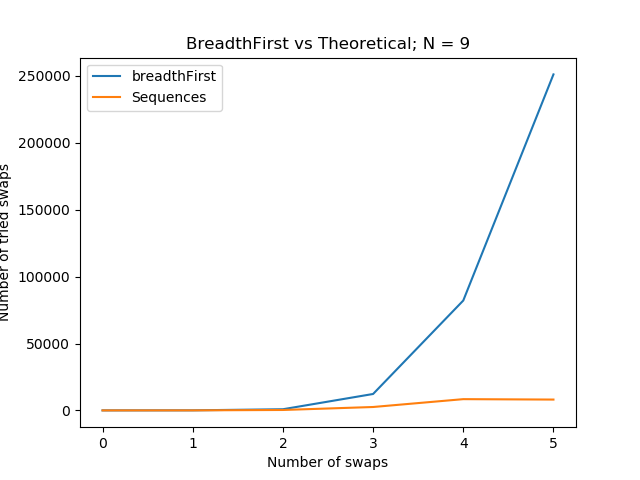 BreadthFirst vs Theoretical; N = 9
breadthFirst
Sequences
250000
200000
150000
100000
50000
0
Number of tried swaps
0 1 2 3 4 5
Number of swaps